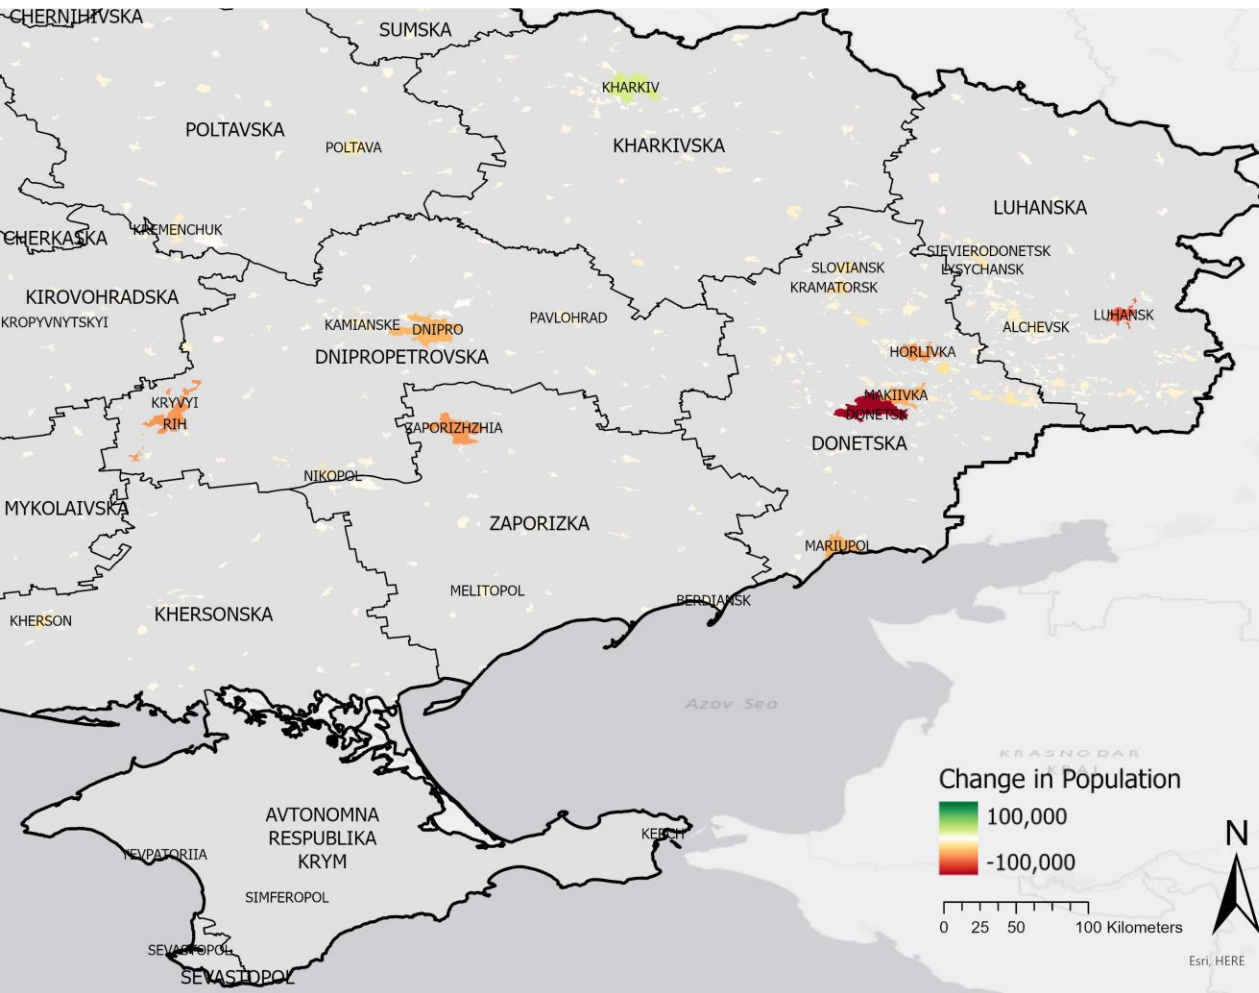 CHERNIHIVSKA
SUMSKA
KHARKIV
POLTAVSKA
POLTAVA
KHARKIVSKA
LUHANSKA
CHERKASKA
KREMENCHUK
SIEVIERODONETSK
LYSYCHANSK
SLOVIANSK
KRAMATORSK
KIROVOHRADSKA
KROPYVNYTSKYI
KAMIANSKE
DNIPRO
PAVLOHRAD
LUHANSK
ALCHEVSK
DNIPROPETROVSKA
HORLIVKA
KRYVYI
RIH
MAKIIVKA
DONETSK
ZAPORIZHZHIA
DONETSKA
NIKOPOL
MYKOLAIVSKA
ZAPORIZKA
MARIUPOL
MELITOPOL
BERDIANSK
KHERSON
KHERSONSKA
Azov Sea
KRASNODAR
KRAI
AVTONOMNA
RESPUBLIKA
KRYM
KERCH
YEVPATORIIA
SIMFEROPOL
SEVASTOPOL
SEVASTOPOL
Change in Population
100,000
-100,000
N
0 25 50 100 Kilometers
Esri, HERE